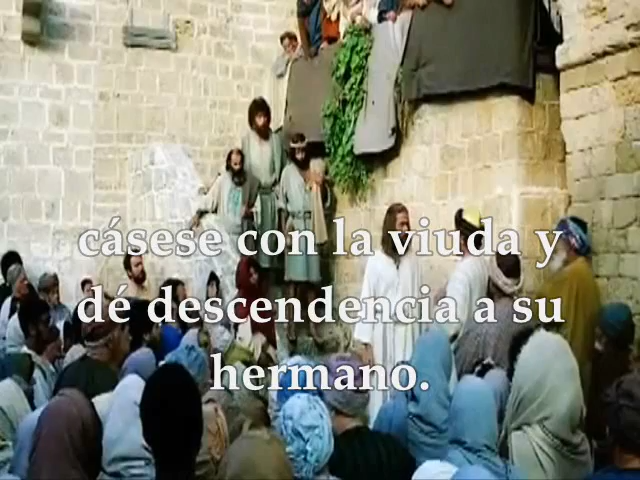 cásese con la viuda y
dé descendencia a su
hermano.